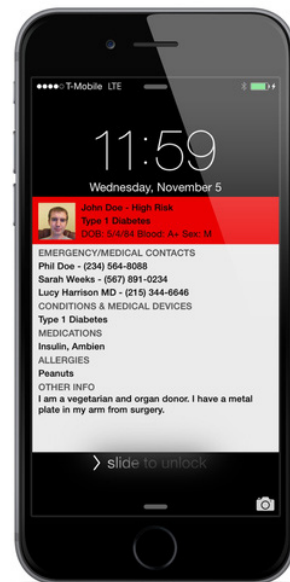 T-Mobile LTE
11:59
Wednesday, November 5
John Doe - High Risk
Type 1 Diabetes
DOB: 5/4/84 Blood: A+ Sex: M
EMERGENCY/MEDICAL CONTACTS
Phil Doe - (234) 564-8088
Sarah Weeks - (567) 891-0234
Lucy Harrison MD - (215) 344-6646
CONDITIONS & MEDICAL DEVICES
Type 1 Diabetes
MEDICATIONS
Insulin, Ambien
ALLERGIES
Peanuts
OTHER INFO
I am a vegetarian and organ donor. I have a metal
plate in my arm from surgery.
slide to unlock